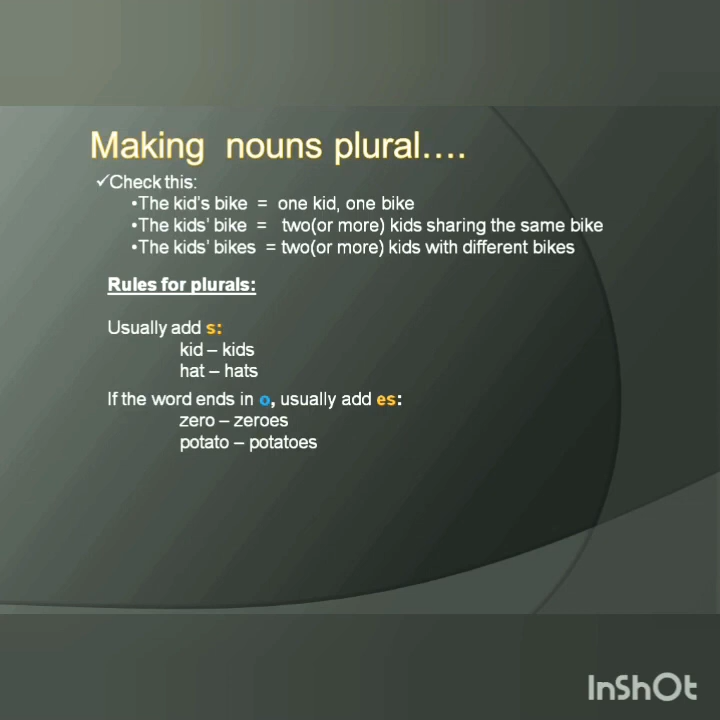 Making nouns plural....
✓Check this:
•The kid's bike = one kid, one bike
•The kids' bike = two(or more) kids sharing the same bike
•The kids' bikes = two(or more) kids with different bikes
Rules for plurals:
Usually add s:
kid – kids
hat – hats
If the word ends in o, usually add es:
zero – zeroes
potato – potatoes
InShOt